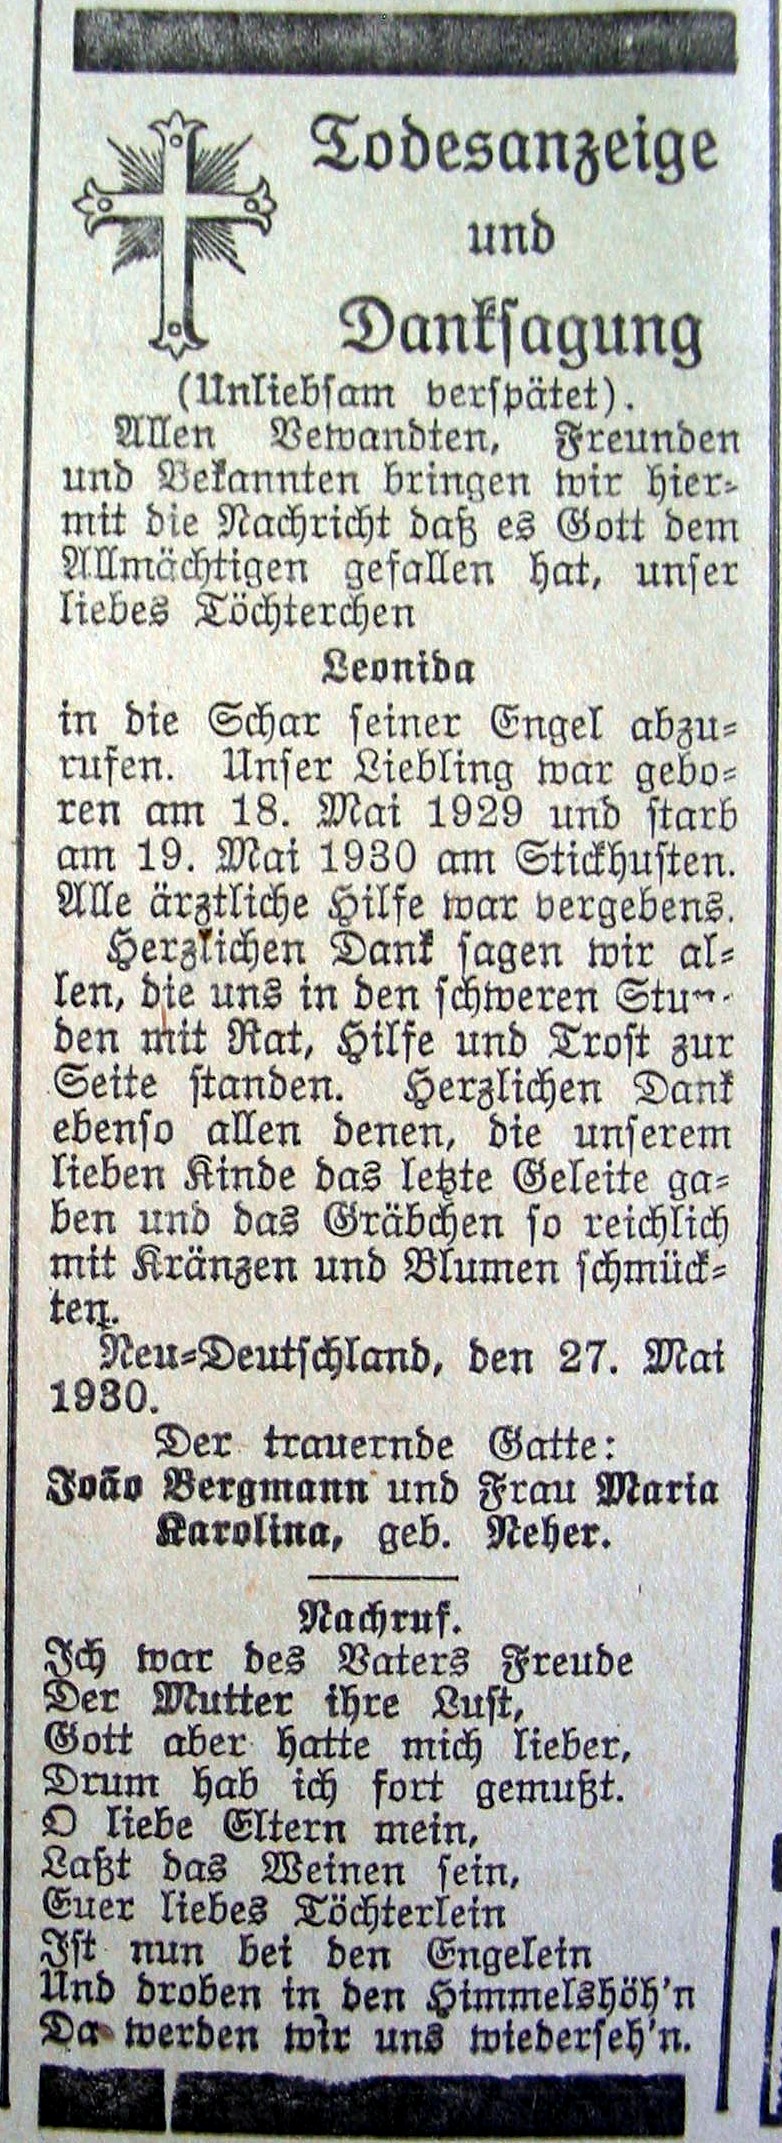 Todesanzeige
und
Danksagung
(Unliebsam verspätet).
Allen Vewandten, Freunden
und Bekannten bringen wir hier-
mit die Nachricht daß es Gott dem
Allmächtigen gefallen hat, unser
liebes Töchterchen
Leonida
in die Schar seiner Engel abzu-
rufen. Unser Liebling war gebo-
ren am 18. Mai 1929 und starb
am 19. Mai 1930 am Stickhusten.
Alle ärztliche Hilfe war vergebens.
Herzlichen Dank sagen wir al-
len, die uns in den schweren Stun-
den mit Rat, Hilfe und Trost zur
Seite standen. Herzlichen Dank
ebenso allen denen, die unserem
lieben Kinde das letzte Geleite ga-
ben und das Gräbchen so reichlich
mit Kränzen und Blumen schmück-
ten.
Neu-Deutschland, den 27. Mai
1930.
Der trauernde Gatte:
João Bergmann und Frau Maria
Karolina, geb. Neher.
Nachruf.
Ich war des Vaters Freude
Der Mutter ihre Lust,
Gott aber hatte mich lieber,
Drum hab ich fort gemußt.
O liebe Eltern mein,
Laßt das Weinen sein,
Euer liebes Töchterlein
Ist nun bei den Engelein
Und droben in den Himmelshöh'n
Da werden wir uns wiederseh'n.